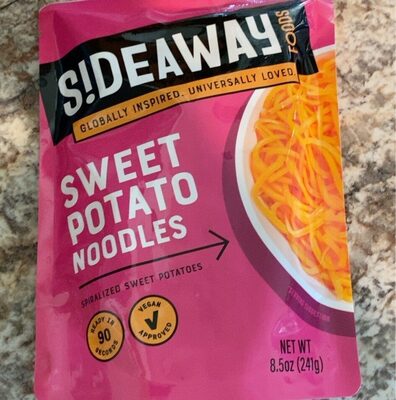 S!DEAWAY FOODS
GLOBALLY INSPIRED. UNIVERSALLY LOVED
SWEET
POTATO
NOODLES
SPIRALIZED SWEET POTATOES
READY IN
90
SECONDS
VEGAN
APPROVED
NET WT
8.5oz (241g)